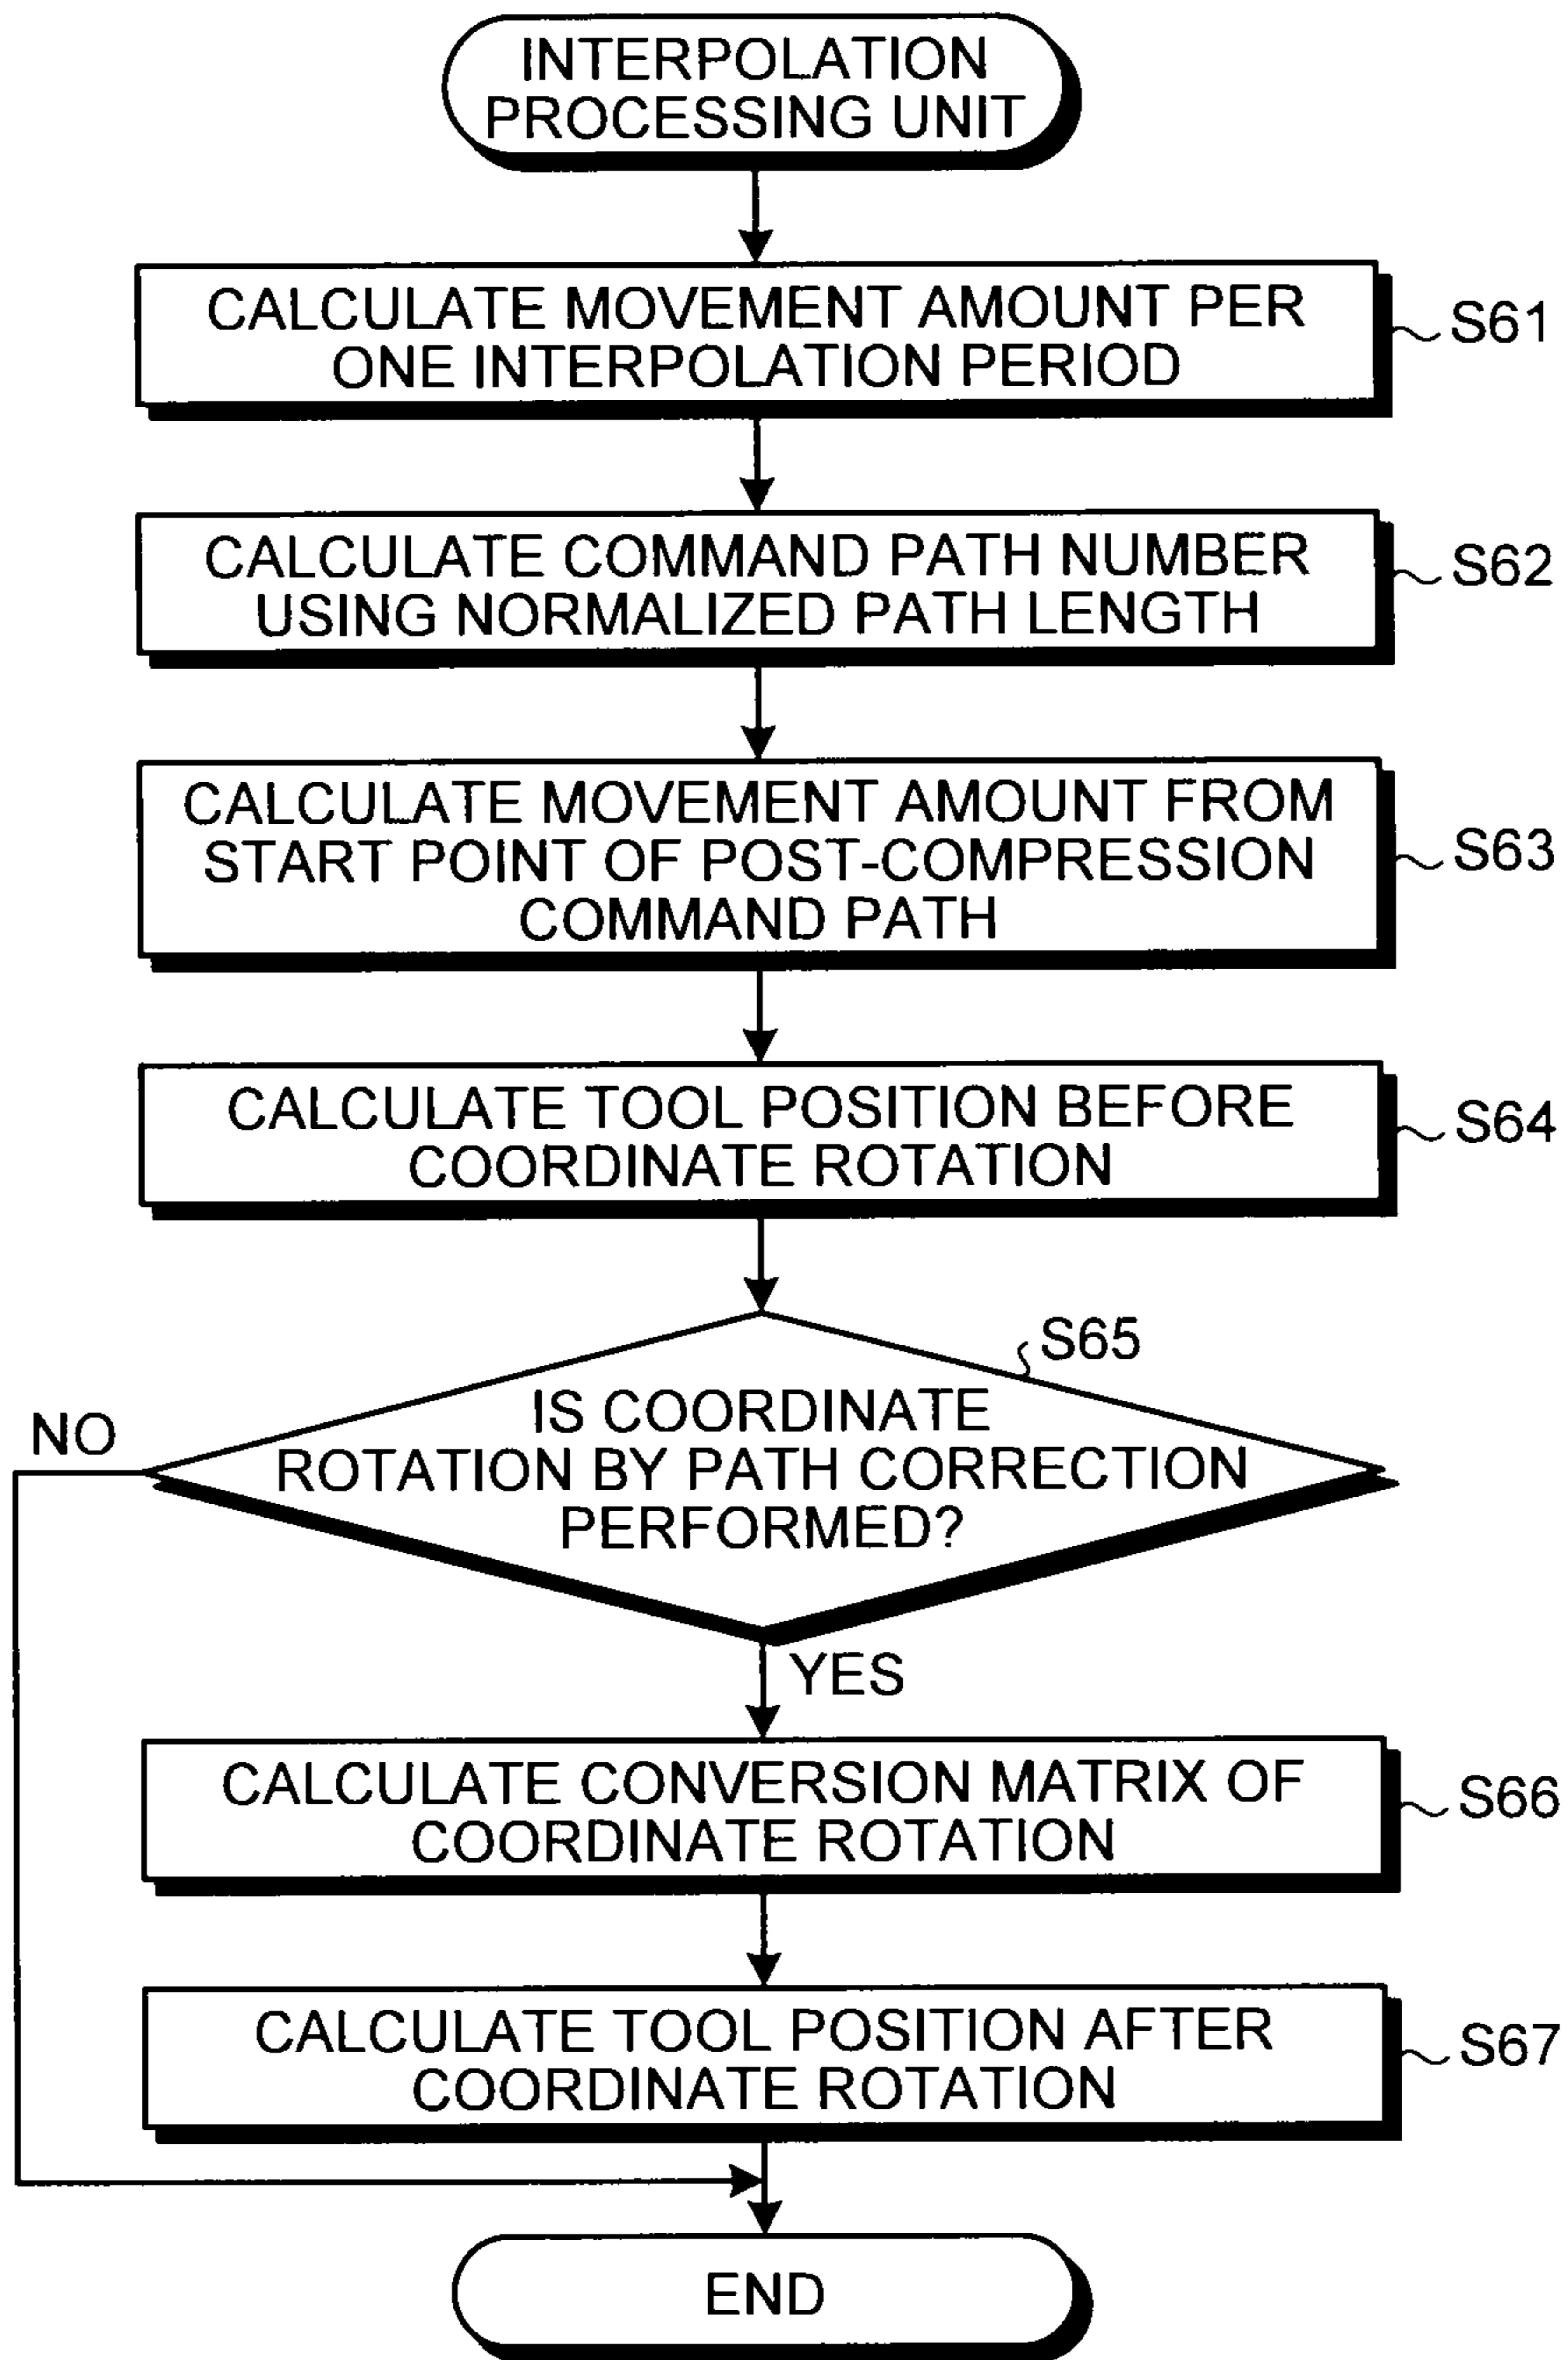 INTERPOLATION
PROCESSING UNIT
CALCULATE MOVEMENT AMOUNT PER
ONE INTERPOLATION PERIOD
S61
CALCULATE COMMAND PATH NUMBER
USING NORMALIZED PATH LENGTH
S62
CALCULATE MOVEMENT AMOUNT FROM
START POINT OF POST-COMPRESSION
COMMAND PATH
S63
CALCULATE TOOL POSITION BEFORE
COORDINATE ROTATION
S64
S65
IS COORDINATE
ROTATION BY PATH CORRECTION
PERFORMED?
NO
YES
CALCULATE CONVERSION MATRIX OF
COORDINATE ROTATION
S66
CALCULATE TOOL POSITION AFTER
COORDINATE ROTATION
S67
END